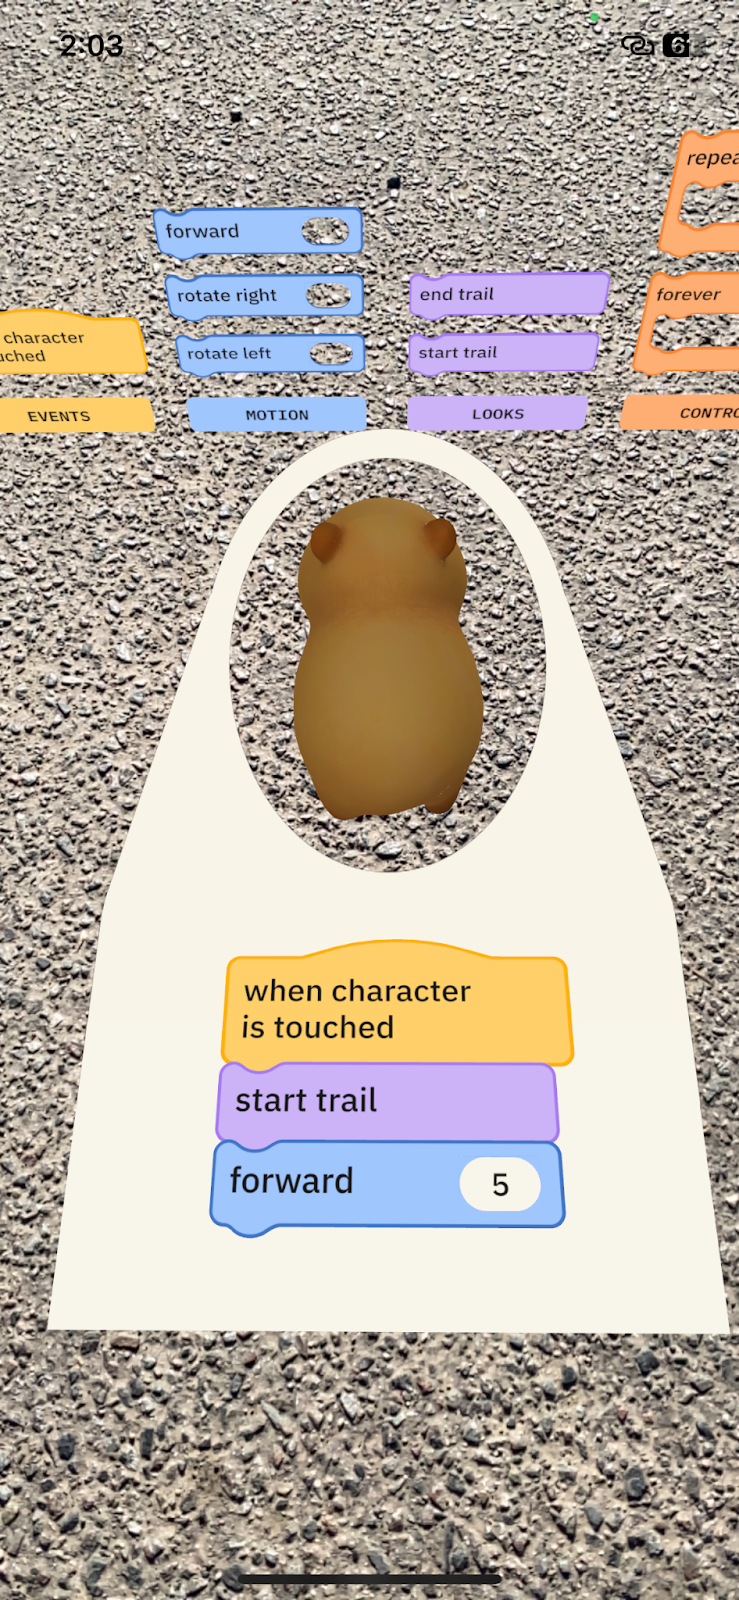 2:03
6
repea
forward
rotate right
end trail
forever
character
uched
rotate left
start trail
EVENTS
MOTION
LOOKS
CONTRO
when character
is touched
start trail
forward 5